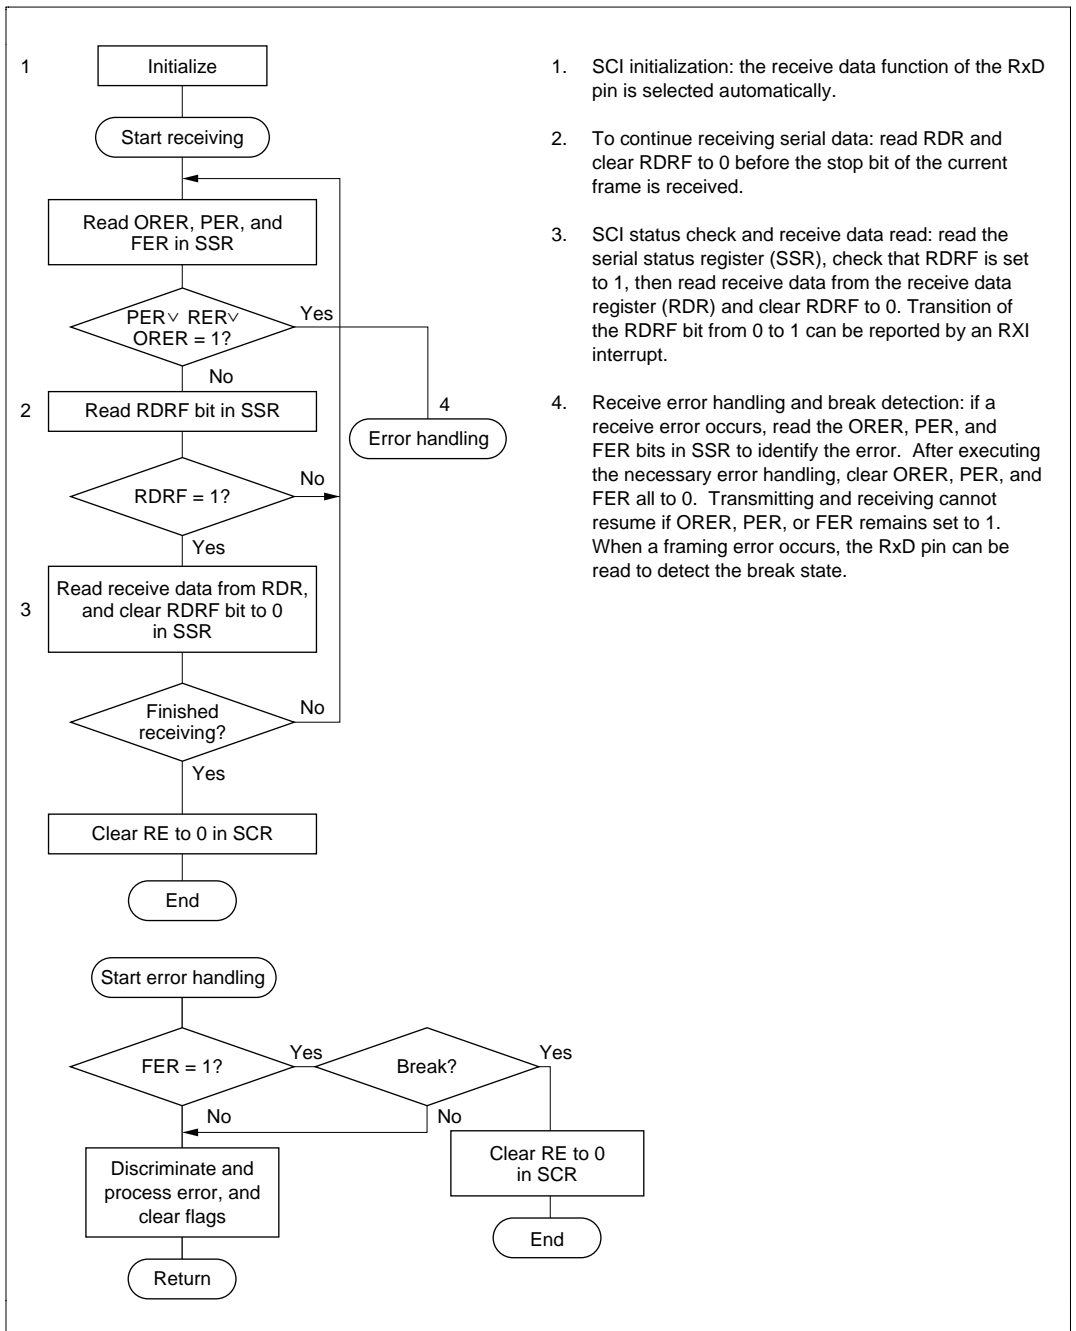 1
Initialize
Start receiving
Read ORER, PER, and
FER in SSR
PER∨ RER∨
ORER = 1?
Yes
No
2
Read RDRF bit in SSR
4
Error handling
RDRF = 1?
No
Yes
3
Read receive data from RDR,
and clear RDRF bit to 0
in SSR
Finished
receiving?
No
Yes
Clear RE to 0 in SCR
End
Start error handling
FER = 1?
Yes
Break?
Yes
No
No
Discriminate and
process error, and
clear flags
Clear RE to 0
in SCR
End
Return
1. SCI initialization: the receive data function of the RxD
pin is selected automatically.
2. To continue receiving serial data: read RDR and
clear RDRF to 0 before the stop bit of the current
frame is received.
3. SCI status check and receive data read: read the
serial status register (SSR), check that RDRF is set
to 1, then read receive data from the receive data
register (RDR) and clear RDRF to 0. Transition of
the RDRF bit from 0 to 1 can be reported by an RXI
interrupt.
4. Receive error handling and break detection: if a
receive error occurs, read the ORER, PER, and
FER bits in SSR to identify the error. After executing
the necessary error handling, clear ORER, PER, and
FER all to 0. Transmitting and receiving cannot
resume if ORER, PER, or FER remains set to 1.
When a framing error occurs, the RxD pin can be
read to detect the break state.